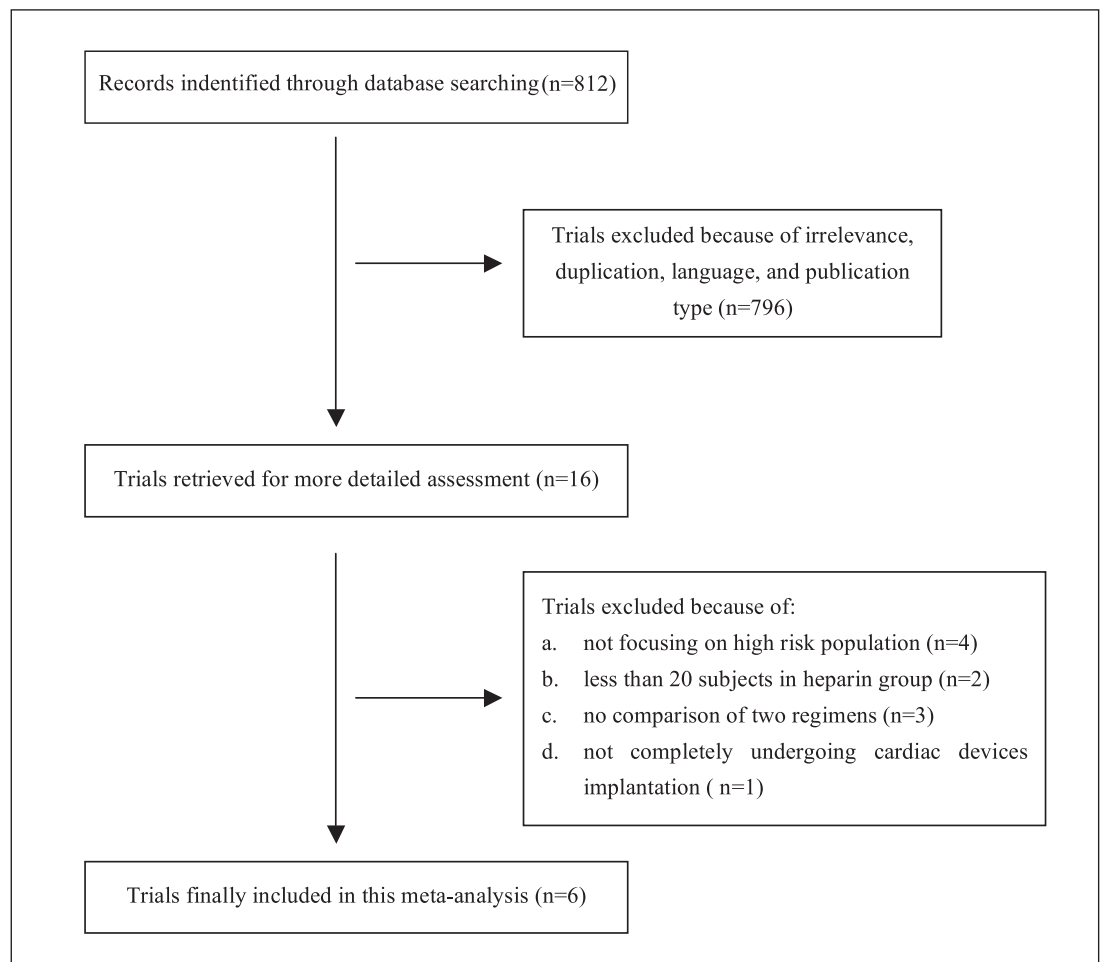 Records indentified through database searching(n=812)
Trials excluded because of irrelevance,
duplication, language, and publication
type (n=796)
Trials retrieved for more detailed assessment (n=16)
Trials excluded because of:
a. not focusing on high risk population (n=4)
b. less than 20 subjects in heparin group (n=2)
c. no comparison of two regimens (n=3)
d. not completely undergoing cardiac devices
implantation ( n=1)
Trials finally included in this meta-analysis (n=6)